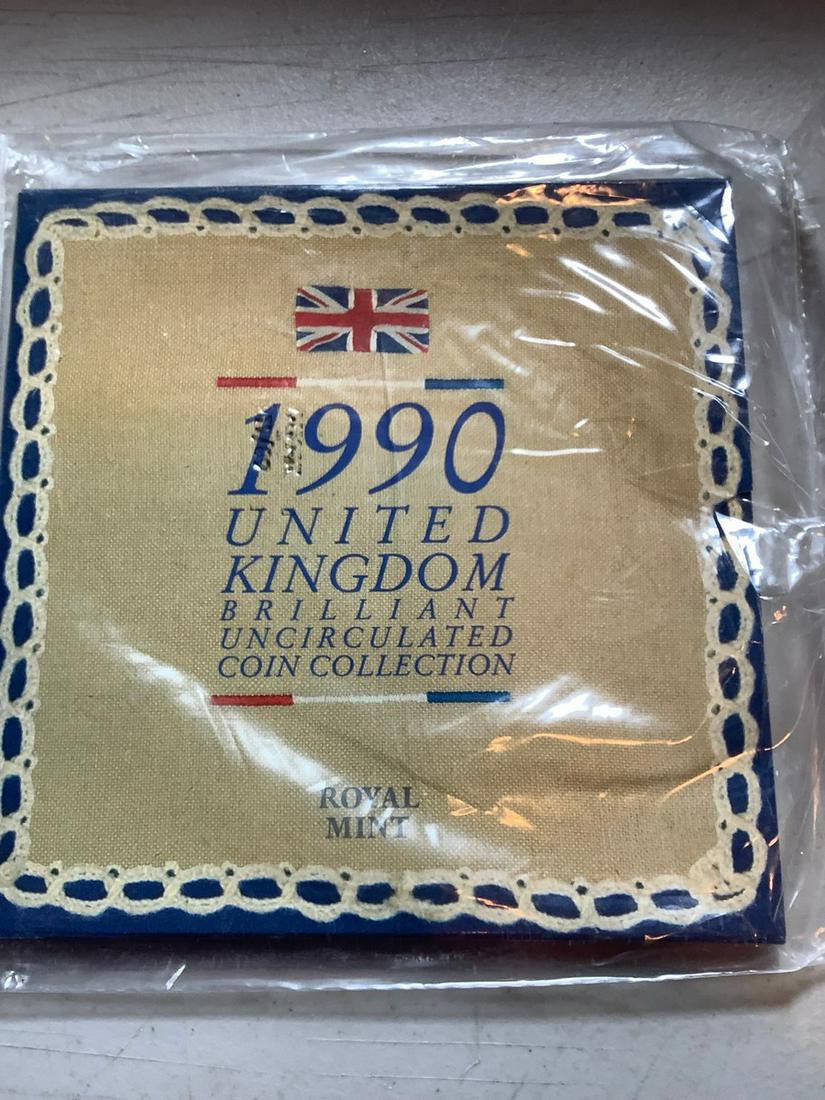 1990
UNITED
KINGDOM
BRILLIANT
UNCIRCULATED
COIN COLLECTION
ROYAL
MINT